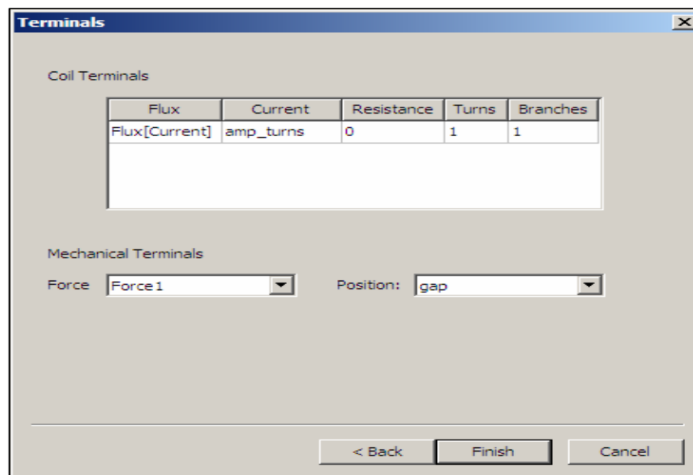 Terminals
Coil Terminals
Flux Current Resistance Turns Branches
Flux[Current] amp_turns 0 1 1
Mechanical Terminals
Force Force1 Position: gap
< Back Finish Cancel